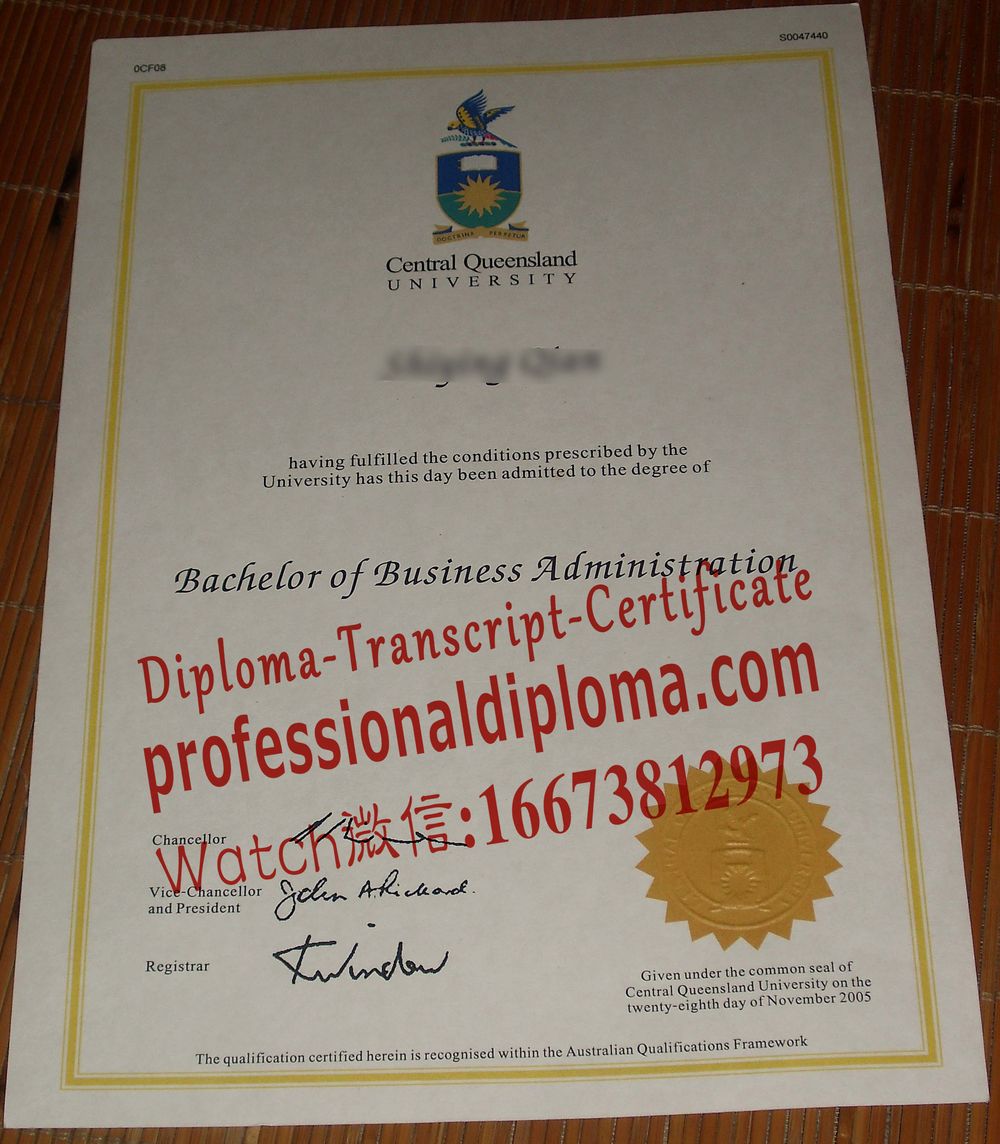 0CF08
S0047440
DOCTRINA PERPETUA
Central Queensland
UNIVERSITY
having fulfilled the conditions prescribed by the
University has this day been admitted to the degree of
Bachelor of Business Administration
Diploma-Transcript-Certificate
professionaldiploma.com
Watch微信:16673812973
Chancellor
Vice-Chancellor
and President
John A Rickard.
Registrar
Given under the common seal of
Central Queensland University on the
twenty-eighth day of November 2005
The qualification certified herein is recognised within the Australian Qualifications Framework